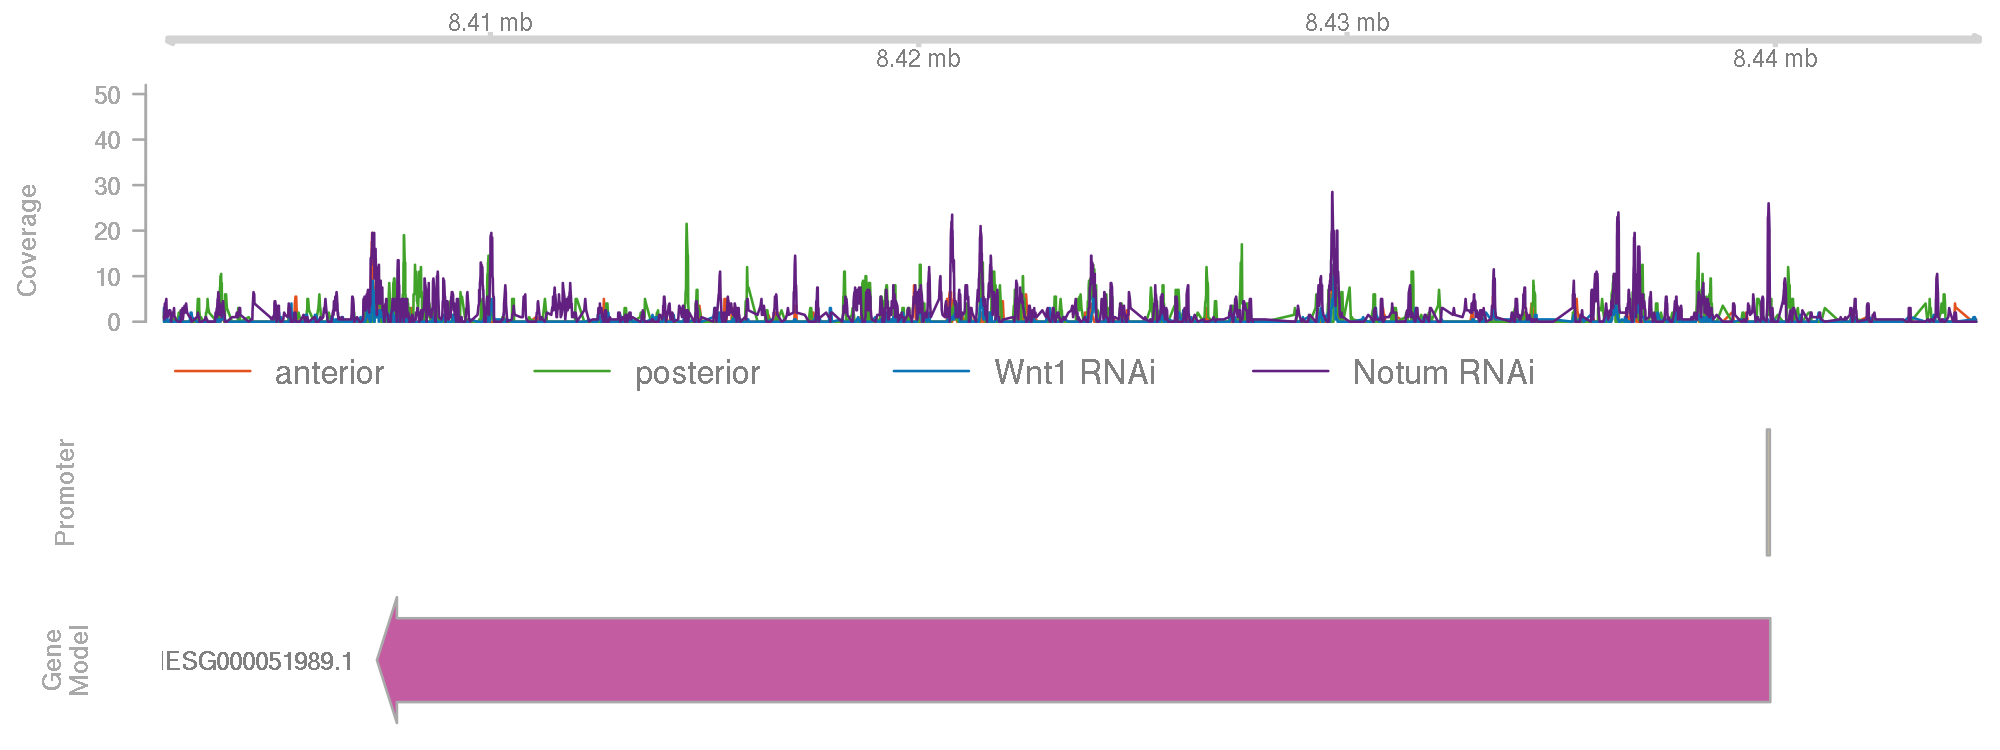 8.41 mb 8.43 mb
8.42 mb 8.44 mb
Coverage
50
40
30
20
10
0
anterior posterior Wnt1 RNAi Notum RNAi
Promoter
Gene
Model
ESG000051989.1